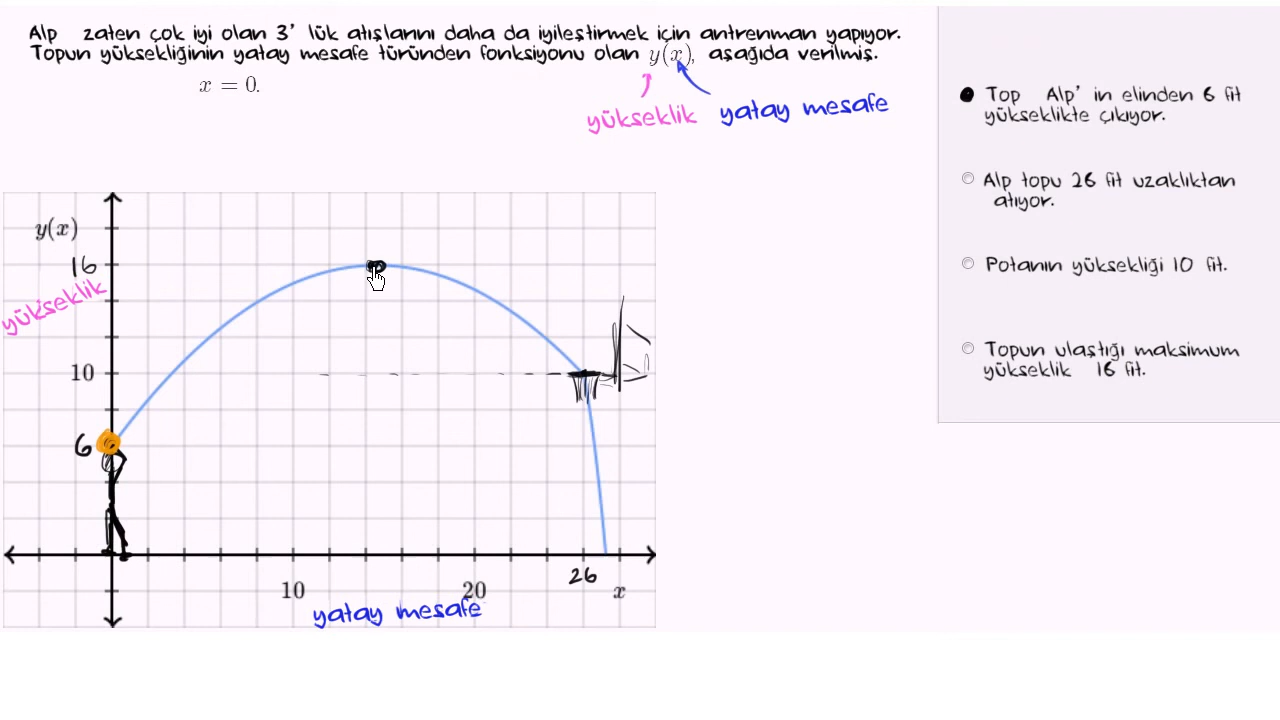 Alp zaten çok iyi olan 3' lük atışlarını daha da iyileştirmek için antrenman yapıyor.
Topun yüksekliğinin yatay mesafe türünden fonksiyonu olan y(x), aşağıda verilmiş.
x = 0.
yükseklik
yatay mesafe
Top Alp' in elinden 6 fit
yükseklikte çıkıyor.
Alp topu 26 fit uzaklıktan
atıyor.
Potanın yüksekliği 10 fit.
Topun ulaştığı maksimum
yükseklik 16 fit.
y(x)
16
yükseklik
10
6
26
10
20
x
yatay mesafe